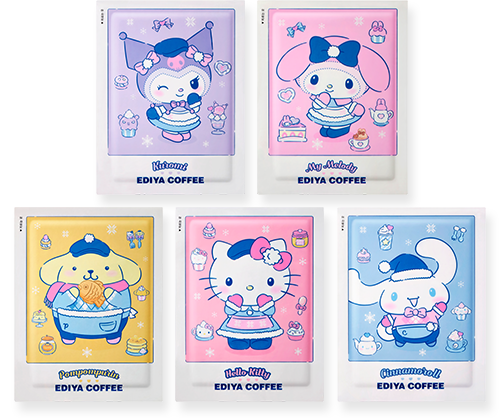 Kuromi
EDIYA COFFEE
My Melody
EDIYA COFFEE
Pompompurin
EDIYA COFFEE
Hello Kitty
EDIYA COFFEE
Cinnamoroll
EDIYA COFFEE